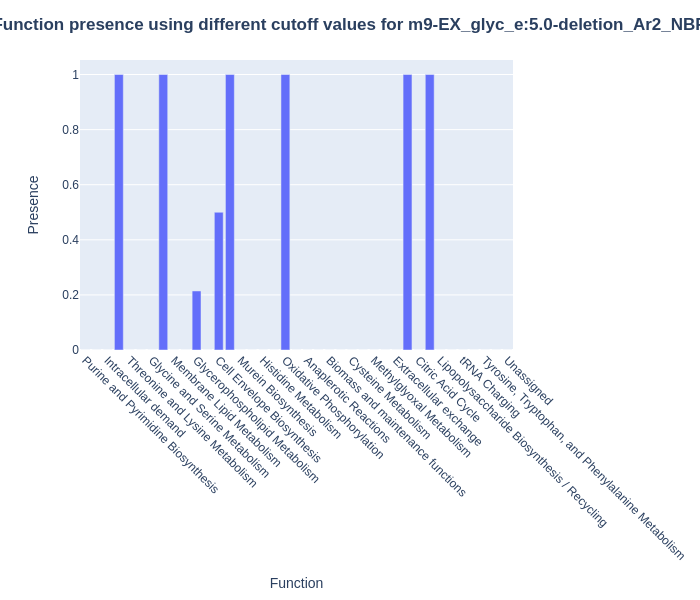 Function presence using different cutoff values for m9-EX_glyc_e:5.0-deletion_Ar2_NBF
1
0.8
0.6
0.4
0.2
0
Presence
Purine and Pyrimidine Biosynthesis
Intracellular demand
Threonine and Lysine Metabolism
Glycine and Serine Metabolism
Membrane Lipid Metabolism
Glycerophospholipid Metabolism
Cell Envelope Biosynthesis
Murein Biosynthesis
Histidine Metabolism
Oxidative Phosphorylation
Anaplerotic Reactions
Biomass and maintenance functions
Cysteine Metabolism
Methylglyoxal Metabolism
Extracellular exchange
Citric Acid Cycle
Lipopolysaccharide Biosynthesis / Recycling
tRNA Charging
Tyrosine, Tryptophan, and Phenylalanine Metabolism
Unassigned
Function